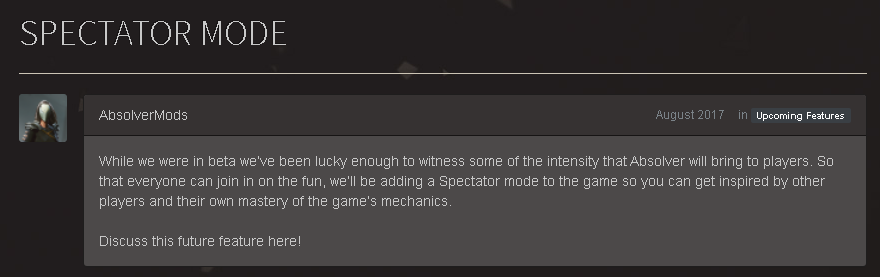 SPECTATOR MODE
AbsolverMods
August 2017 in Upcoming Features
While we were in beta we've been lucky enough to witness some of the intensity that Absolver will bring to players. So
that everyone can join in on the fun, we'll be adding a Spectator mode to the game so you can get inspired by other
players and their own mastery of the game's mechanics.
Discuss this future feature here!